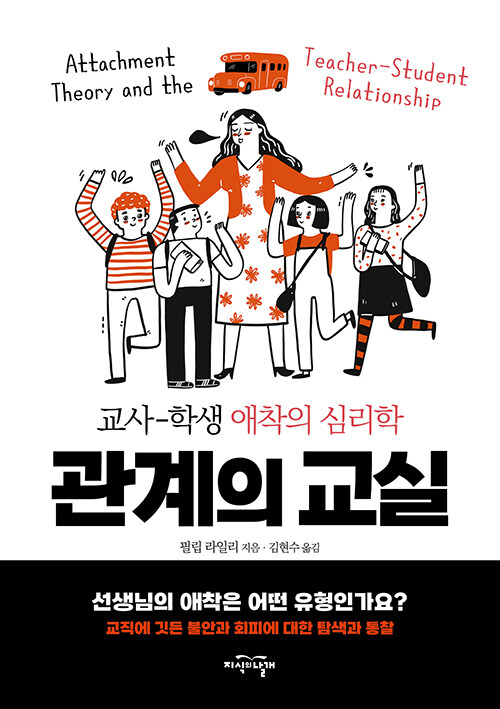 Attachment
Theory and the
Teacher-Student
Relationship
교사-학생 애착의 심리학
관계의 교실
필립 라일리 지음·김현수 옮김
선생님의 애착은 어떤 유형인가요?
교직에 깃든 불안과 회피에 대한 탐색과 통찰
지식의날개